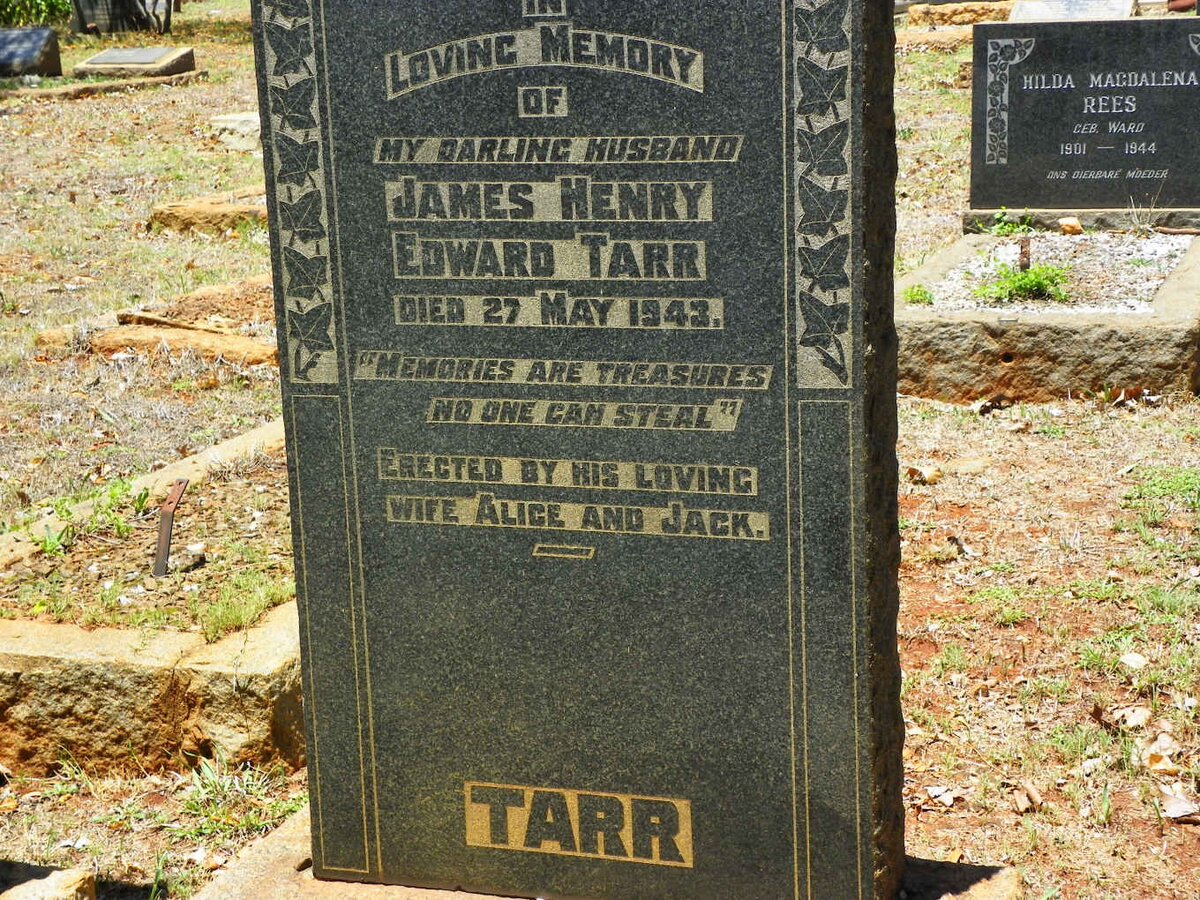 IN
LOVING MEMORY
OF
MY DARLING HUSBAND
JAMES HENRY
EDWARD TARR
DIED 27 MAY 1943.
"MEMORIES ARE TREASURES
NO ONE CAN STEAL"
ERECTED BY HIS LOVING
WIFE ALICE AND JACK.
TARR
HILDA MAGDALENA
REES
GEB. WARD
1901 — 1944
ONS DIERBARE MOEDER